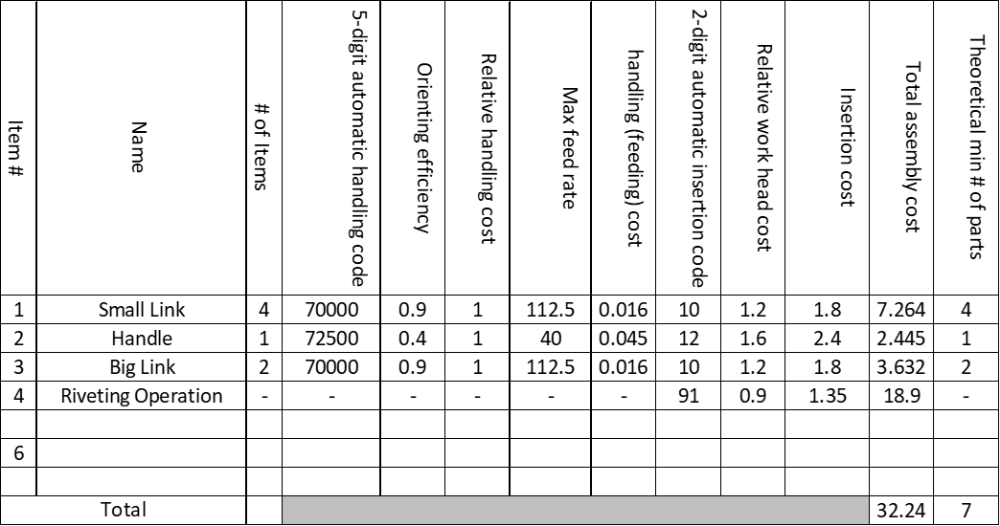 Item # Name # of Items 5-digit automatic handling code Orienting efficiency Relative handling cost Max feed rate handling (feeding) cost 2-digit automatic insertion code Relative work head cost Insertion cost Total assembly cost Theoretical min # of parts
1 Small Link 4 70000 0.9 1 112.5 0.016 10 1.2 1.8 7.264 4
2 Handle 1 72500 0.4 1 40 0.045 12 1.6 2.4 2.445 1
3 Big Link 2 70000 0.9 1 112.5 0.016 10 1.2 1.8 3.632 2
4 Riveting Operation - - - - - - 91 0.9 1.35 18.9 -
6
Total 32.24 7